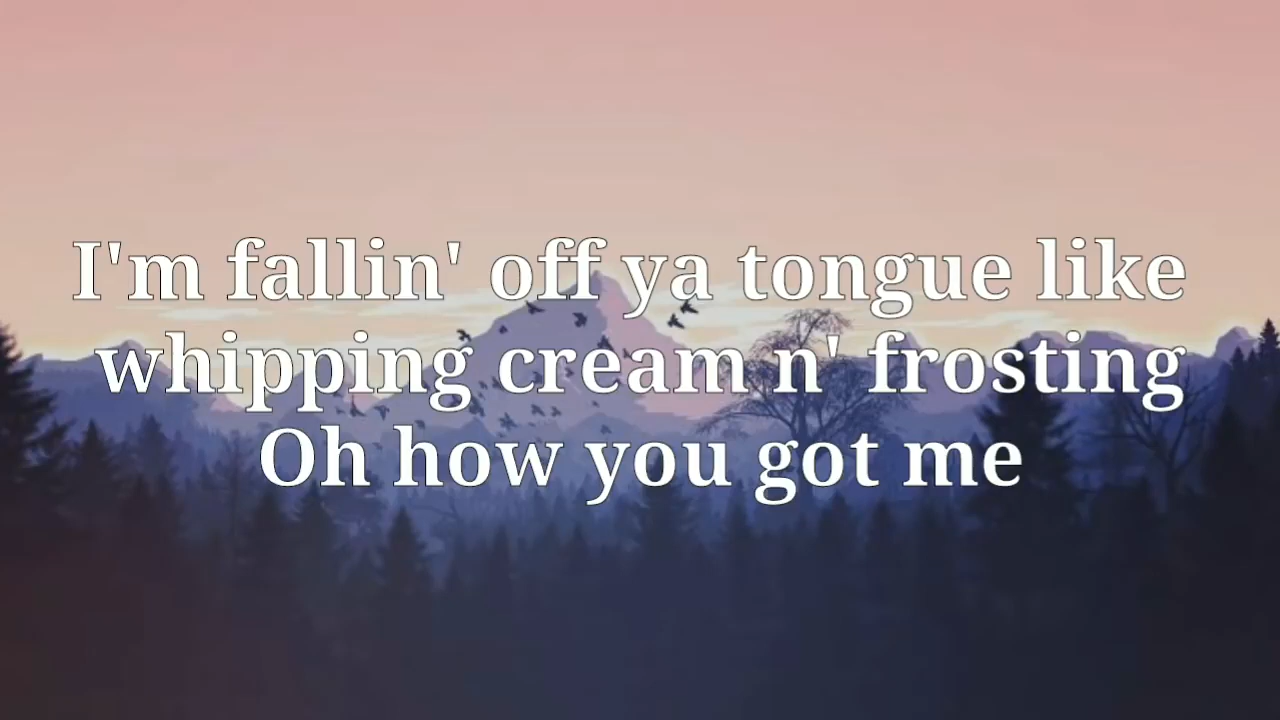 I'm fallin' off ya tongue like
whipping cream n' frosting
Oh how you got me